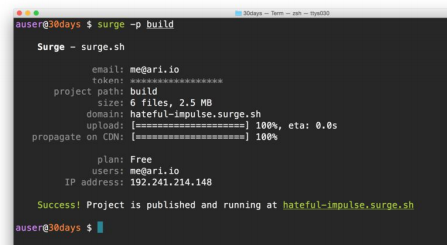 30days — Term — zsh — ttys030
auser@30days $ surge -p build
Surge - surge.sh
email: me@ari.io
token: *****************
project path: build
size: 6 files, 2.5 MB
domain: hateful-impulse.surge.sh
upload: [====================] 100%, eta: 0.0s
propagate on CDN: [====================] 100%
plan: Free
users: me@ari.io
IP address: 192.241.214.148
Success! Project is published and running at hateful-impulse.surge.sh
auser@30days $